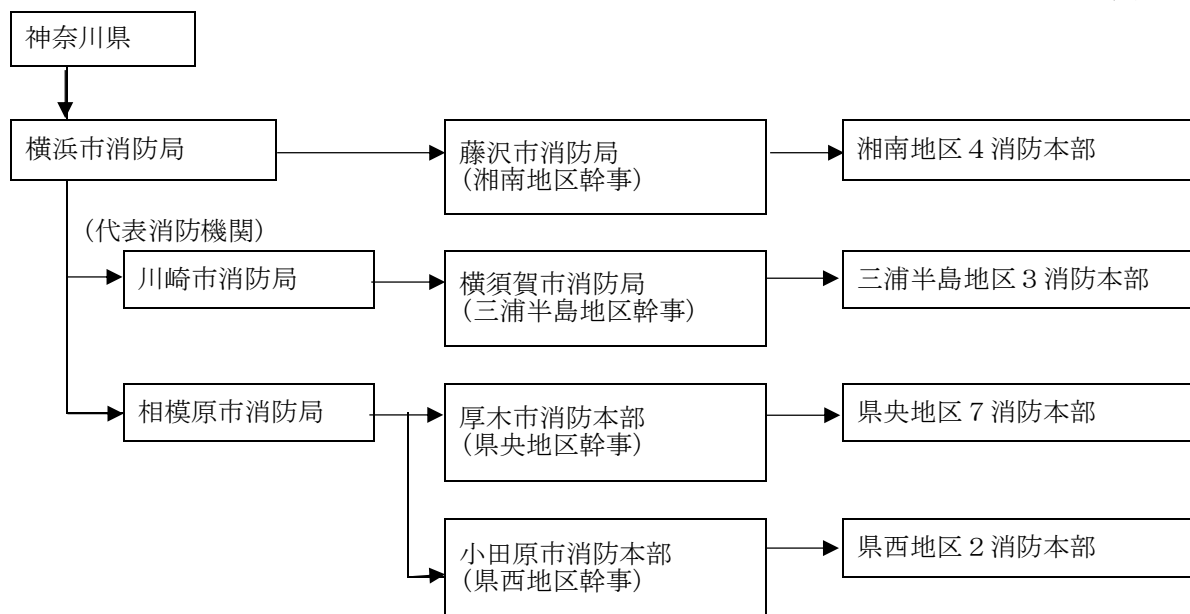 神奈川県
横浜市消防局
藤沢市消防局
(湘南地区幹事)
湘南地区４消防本部
(代表消防機関)
川崎市消防局
横須賀市消防局
(三浦半島地区幹事)
三浦半島地区３消防本部
相模原市消防局
厚木市消防本部
(県央地区幹事)
県央地区７消防本部
小田原市消防本部
(県西地区幹事)
県西地区２消防本部